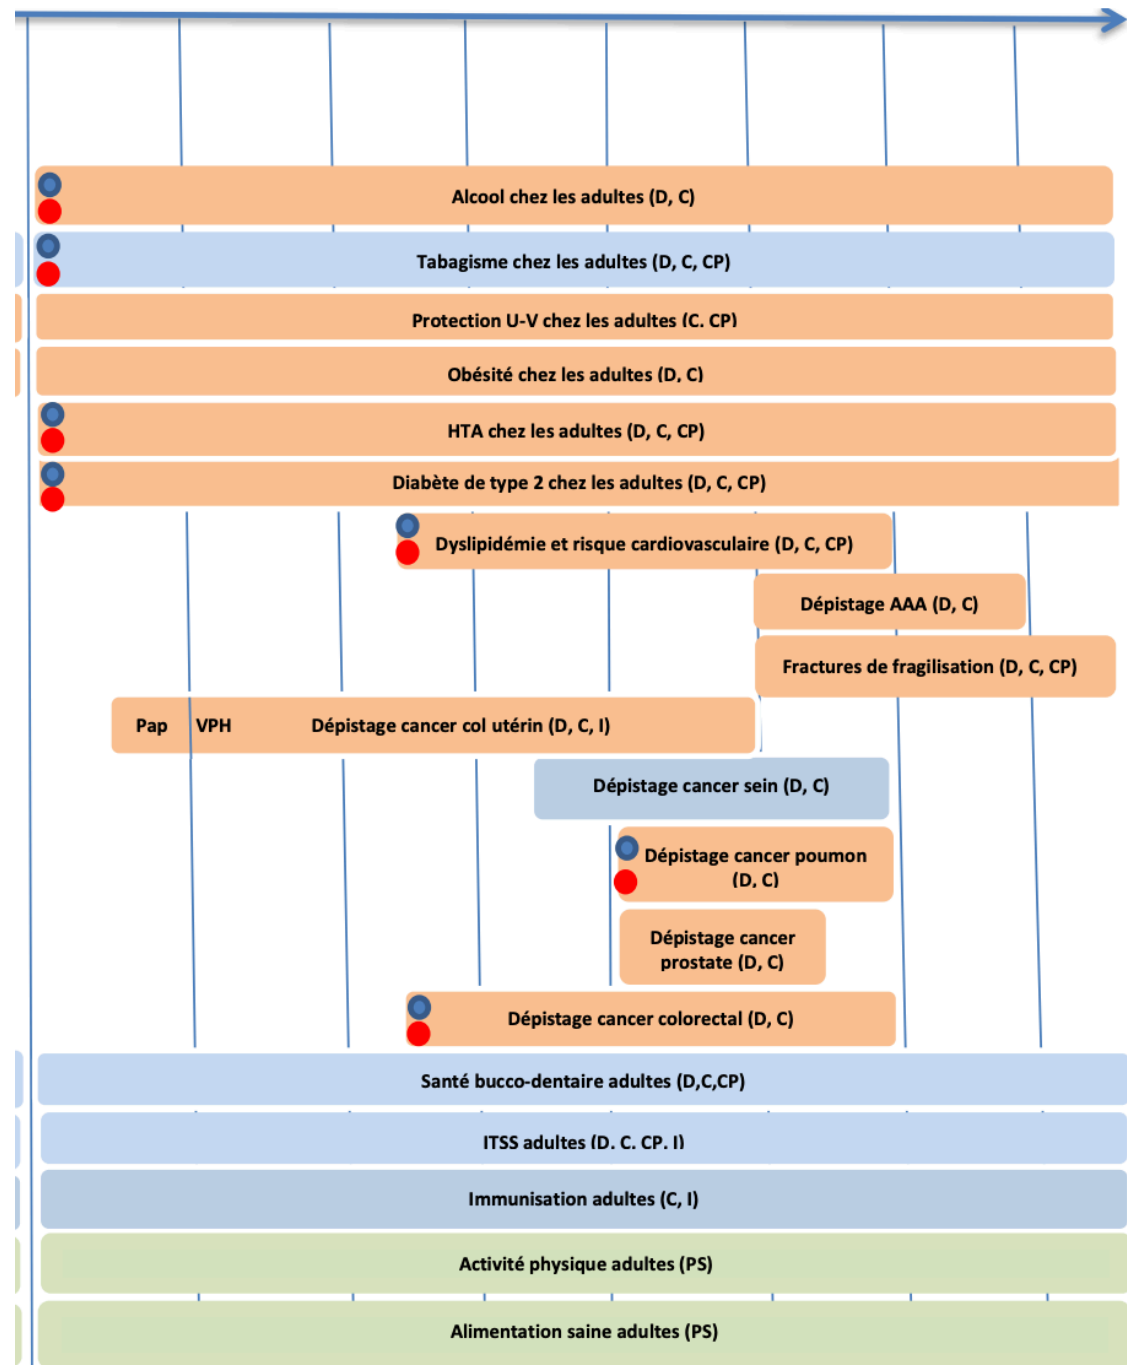 Alcool chez les adultes (D, C)
Tabagisme chez les adultes (D, C, CP)
Protection U-V chez les adultes (C, CP)
Obésité chez les adultes (D, C)
HTA chez les adultes (D, C, CP)
Diabète de type 2 chez les adultes (D, C, CP)
Dyslipidémie et risque cardiovasculaire (D, C, CP)
Dépistage AAA (D, C)
Fractures de fragilisation (D, C, CP)
Pap VPH Dépistage cancer col utérin (D, C, I)
Dépistage cancer sein (D, C)
Dépistage cancer poumon
(D, C)
Dépistage cancer
prostate (D, C)
Dépistage cancer colorectal (D, C)
Santé bucco-dentaire adultes (D,C,CP)
ITSS adultes (D, C, CP, I)
Immunisation adultes (C, I)
Activité physique adultes (PS)
Alimentation saine adultes (PS)